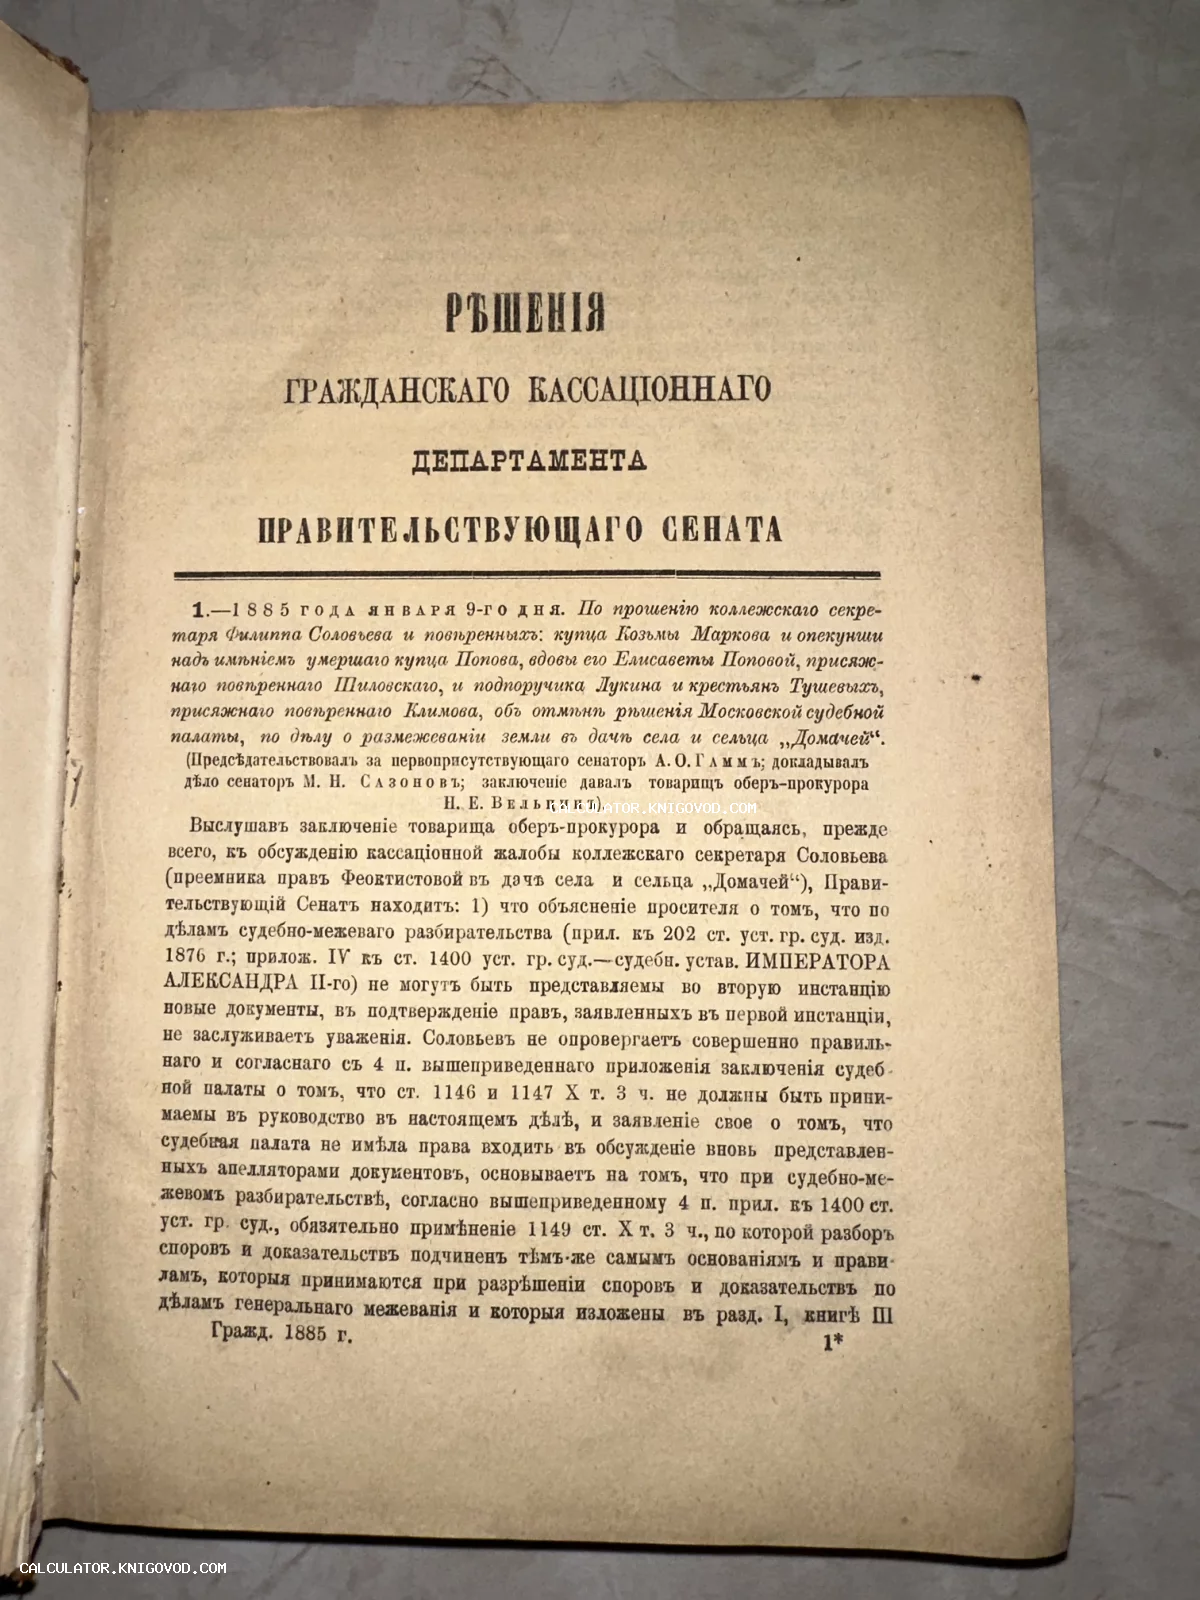 РѢШЕНІЯ
ГРАЖДАНСКАГО КАССАЦІОННАГО
ДЕПАРТАМЕНТА
ПРАВИТЕЛЬСТВУЮЩАГО СЕНАТА
1.—1885 года января 9-го дня. По прошенію коллежскаго секре-
таря Филиппа Соловьева и повѣренныхъ: купца Козьмы Маркова и опекунши
надъ имѣніемъ умершаго купца Попова, вдовы его Елисаветы Поповой, присяж-
наго повѣреннаго Шиловскаго, и подпоручика Лукина и крестьянъ Тушевыхъ,
присяжнаго повѣреннаго Климова, объ отмѣнѣ рѣшенія Московской судебной
палаты, по дѣлу о размежеваніи земли въ дачѣ села и сельца „Домачей“.
(Предсѣдательствовалъ за первоприсутствующаго сенаторъ А. О. Гаммъ; докладывалъ
дѣло сенаторъ М. Н. Сазоновъ; заключеніе давалъ товарищъ оберъ-прокурора
Н. Е.
CALCULATOR.KNIGOVOD.COM
Выслушавъ заключеніе товарища оберъ-прокурора и обращаясь, прежде
всего, къ обсужденію кассаціонной жалобы коллежскаго секретаря Соловьева
(преемника правъ Феоктистовой въ дачѣ села и сельца „Домачей“), Прави-
тельствующій Сенатъ находитъ: 1) что объясненіе просителя о томъ, что по
дѣламъ судебно-межеваго разбирательства (прил. къ 202 ст. уст. гр. суд. изд.
1876 г.; прилож. IV къ ст. 1400 уст. гр. суд.—судебн. устав. ИМПЕРАТОРА
АЛЕКСАНДРА II-го) не могутъ быть представляемы во вторую инстанцію
новые документы, въ подтвержденіе правъ, заявленныхъ въ первой инстанціи,
не заслуживаетъ уваженія. Соловьевъ не опровергаетъ совершенно правиль-
наго и согласнаго съ 4 п. вышеприведеннаго приложенія заключенія судеб-
ной палаты о томъ, что ст. 1146 и 1147 X т. 3 ч. не должны быть прини-
маемы въ руководство въ настоящемъ дѣлѣ, и заявленіе свое о томъ, что
судебная палата не имѣла права входить въ обсужденіе вновь представлен-
ныхъ апелляторами документовъ, основываетъ на томъ, что при судебно-ме-
жевомъ разбирательствѣ, согласно вышеприведенному 4 п. прил. къ 1400 ст.
уст. гр. суд., обязятельно примѣненіе 1149 ст. X т. 3 ч., по которой разборъ
споровъ и доказательствъ подчиненъ тѣмъ-же самымъ основаніямъ и прави-
ламъ, которыя принимаются при разрѣшеніи споровъ и доказательствъ по
дѣламъ генеральнаго межеванія и которыя изложены въ разд. I, книгѣ III
Гражд. 1885 г.
1*
CALCULATOR.KNIGOVOD.COM